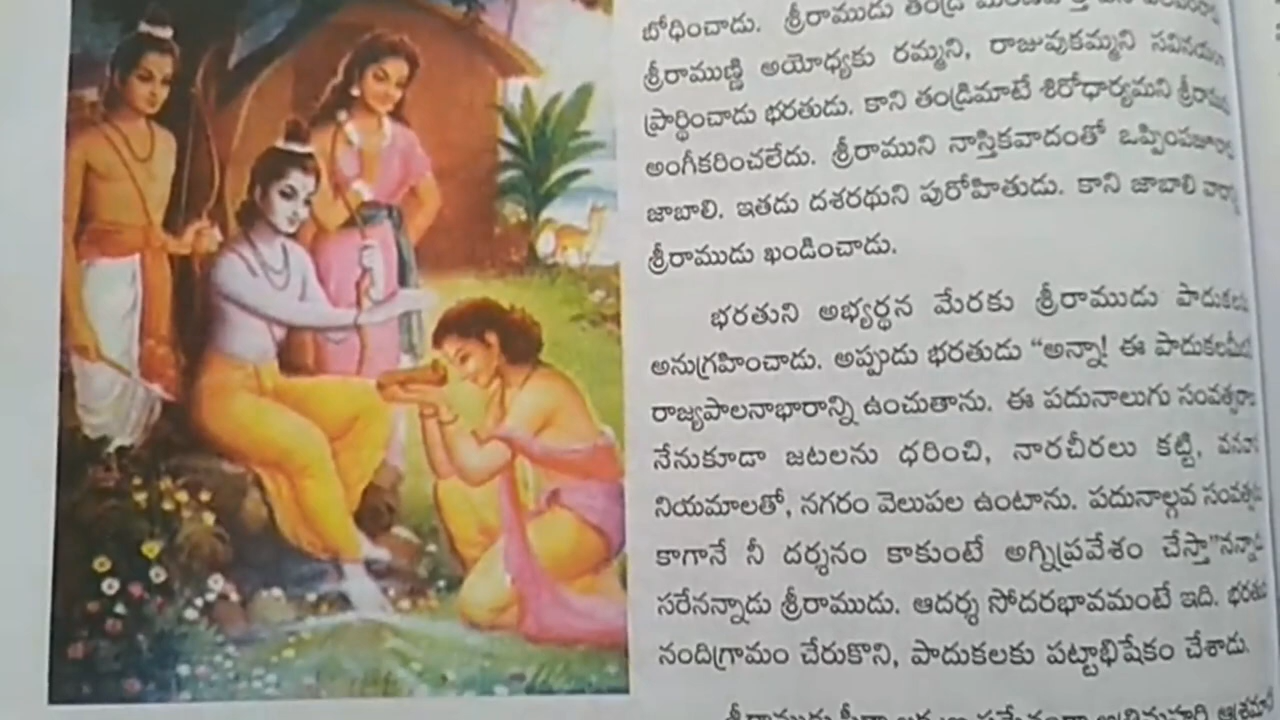 బోధించాడు. శ్రీరాముడు తండ్రి
శ్రీరాముణ్ణి అయోధ్యకు రమ్మని, రాజువుకమ్మని
ప్రార్థించాడు భరతుడు. కాని తండ్రిమాటే శిరోధార్యమని
అంగీకరించలేదు. శ్రీరాముని నాస్తికవాదంతో
జాబాలి. ఇతడు దశరథుని పురోహితుడు. కాని జాబాలి
శ్రీరాముడు ఖండించాడు.
భరతుని అభ్యర్థన మేరకు శ్రీరాముడు
అనుగ్రహించాడు. అప్పుడు భరతుడు “అన్నా! ఈ
రాజ్యపాలనాభారాన్ని ఉంచుతాను. ఈ పదునాలుగు
నేనుకూడా జటలను ధరించి, నారచీరలు కట్టి,
నియమాలతో, నగరం వెలుపల ఉంటాను. పదునాల్గవ
కాగానే నీ దర్శనం కాకుంటే అగ్నిప్రవేశం
సరేనన్నాడు శ్రీరాముడు. ఆదర్శ సోదరభావమంటే ఇది.
నందిగ్రామం చేరుకొని, పాదుకలకు పట్టాభిషేకం చేశాడు.